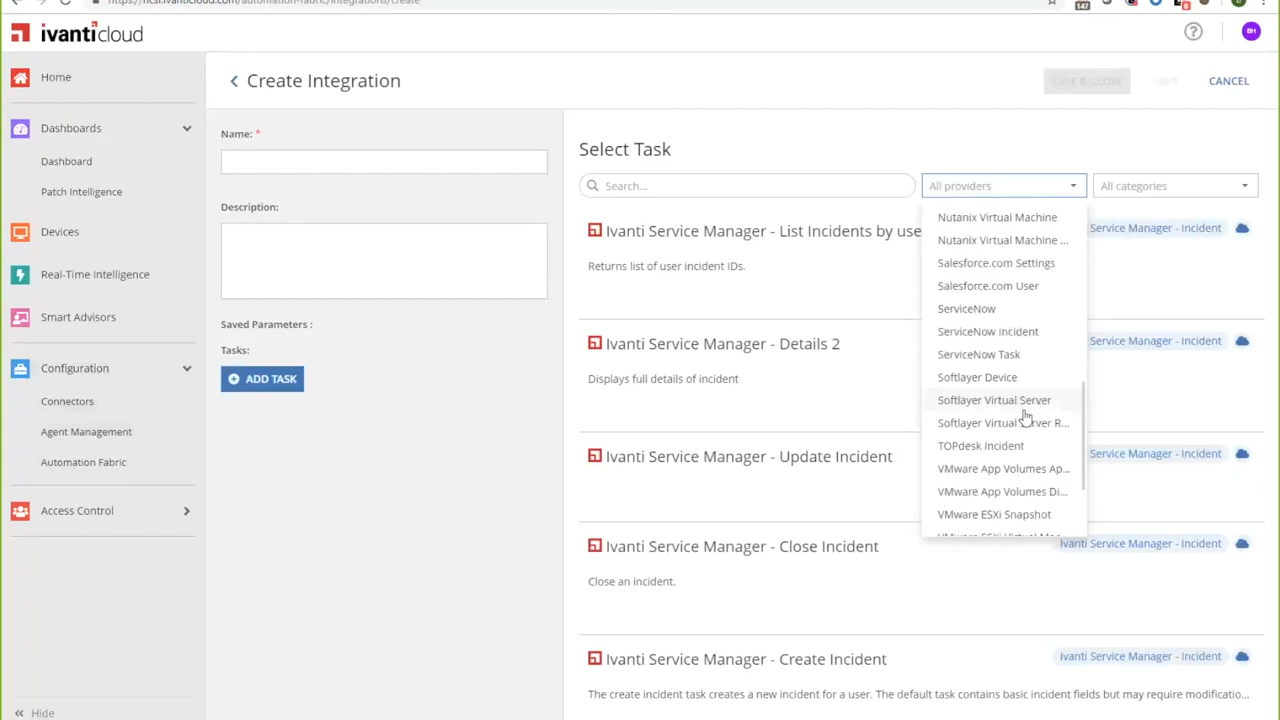 ivanticloud
BH
Home
Dashboards
Dashboard
Patch Intelligence
Devices
Real-Time Intelligence
Smart Advisors
Configuration
Connectors
Agent Management
Automation Fabric
Access Control
Hide
Create Integration
SAVE & CLOSE
SAVE
CANCEL
Name: *
Description:
Saved Parameters :
Tasks:
ADD TASK
Select Task
Search...
All providers
All categories
Nutanix Virtual Machine
Nutanix Virtual Machine ...
Salesforce.com Settings
Salesforce.com User
ServiceNow
ServiceNow Incident
ServiceNow Task
Softlayer Device
Softlayer Virtual Server
Softlayer Virtual Server R...
TOPdesk Incident
VMware App Volumes Ap...
VMware App Volumes Di...
VMware ESXi Snapshot
Ivanti Service Manager - List Incidents by use
Service Manager - Incident
Returns list of user incident IDs.
Ivanti Service Manager - Details 2
Service Manager - Incident
Displays full details of incident
Ivanti Service Manager - Update Incident
Service Manager - Incident
Ivanti Service Manager - Close Incident
Ivanti Service Manager - Incident
Close an incident.
Ivanti Service Manager - Create Incident
Ivanti Service Manager - Incident
The create incident task creates a new incident for a user. The default task contains basic incident fields but may require modificatio...